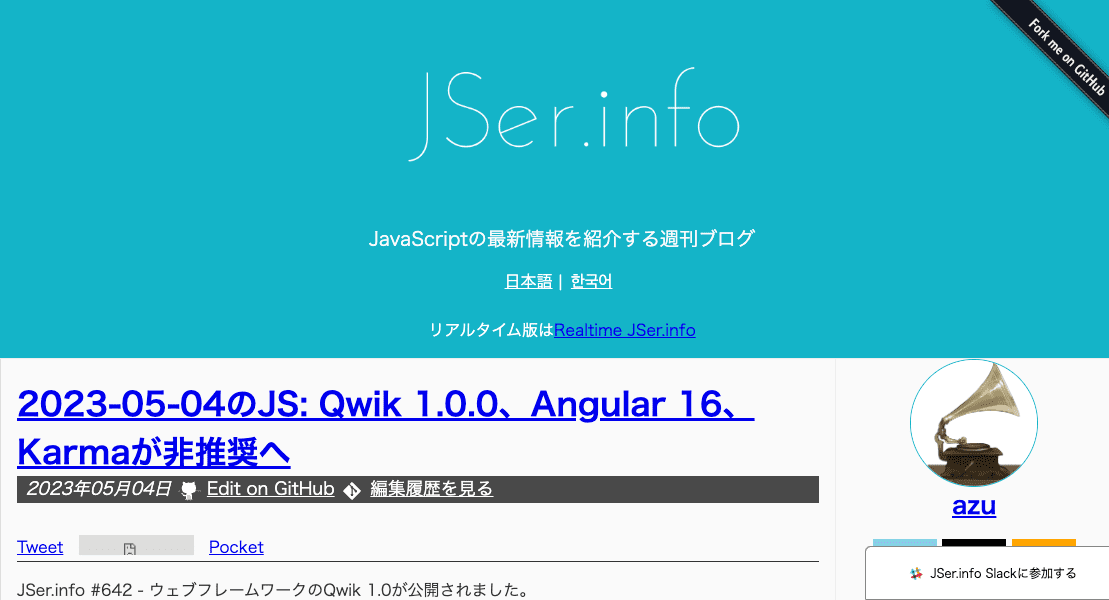 Fork me on GitHub
JSer.info
JavaScriptの最新情報を紹介する週刊ブログ
日本語 | 한국어
リアルタイム版はRealtime JSer.info
2023-05-04のJS: Qwik 1.0.0、Angular 16、
Karmaが非推奨へ
2023年05月04日 Edit on GitHub 編集履歴を見る
Tweet Pocket
JSer.info #642 - ウェブフレームワークのQwik 1.0が公開されました。
azu
JSer.info Slackに参加する